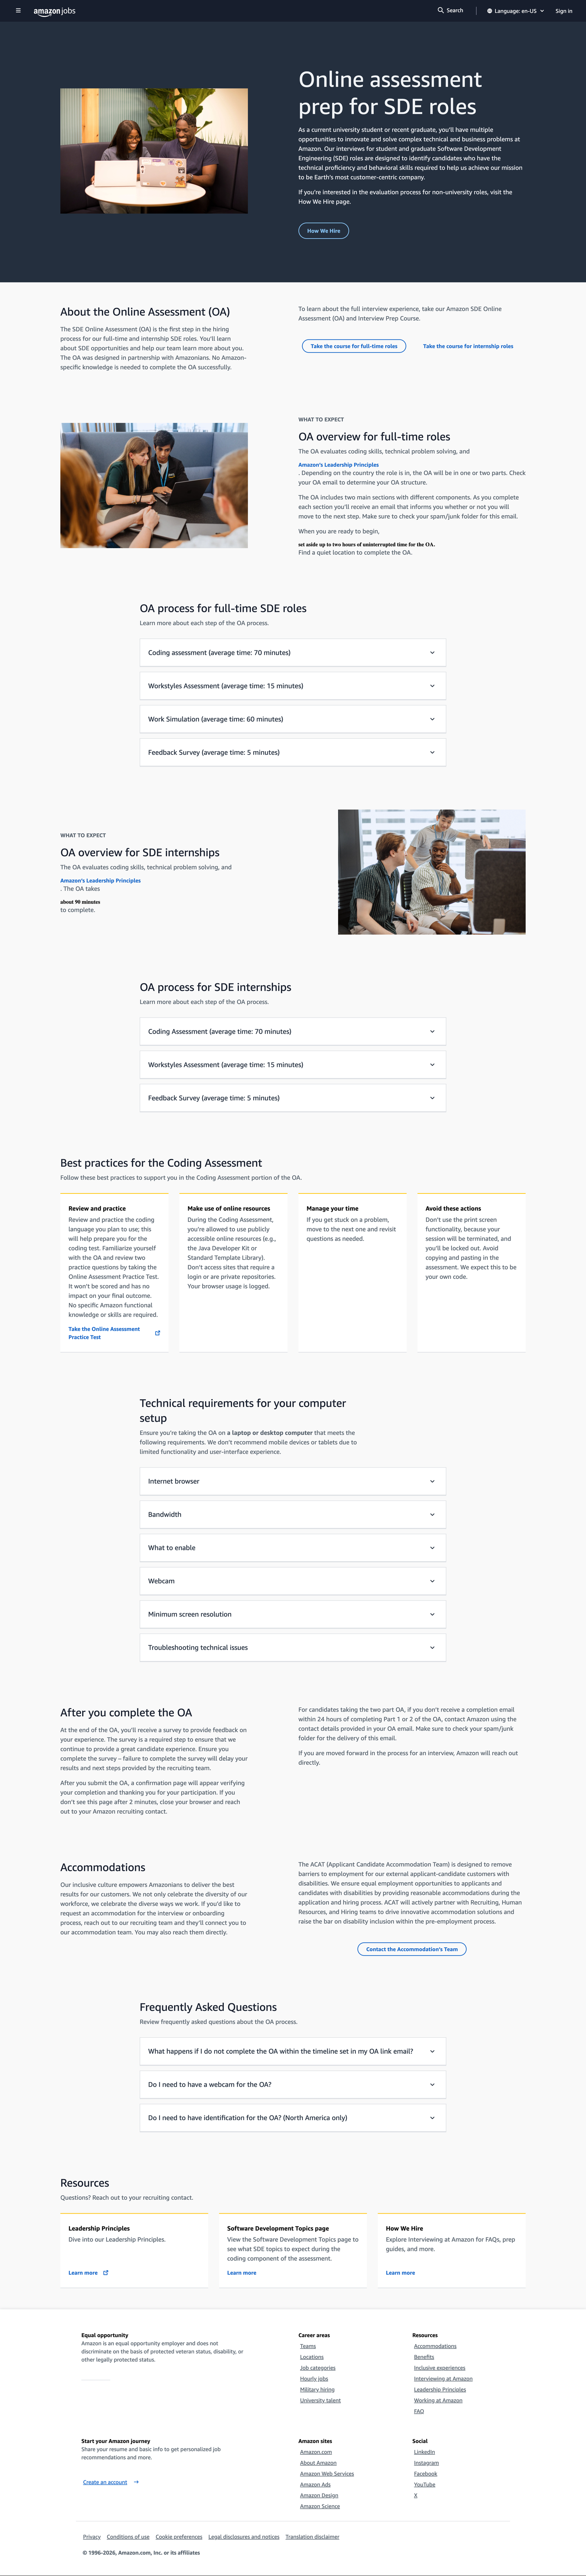 amazon jobs
Search
Language: en-US
Sign in
Online assessment
prep for SDE roles
As a current university student or recent graduate, you'll have multiple
opportunities to innovate and solve complex technical and business problems at
Amazon. Our interviews for student and graduate Software Development
Engineering (SDE) roles are designed to identify candidates who have the
technical proficiency and behavioral skills required to help us achieve our mission
to be Earth's most customer-centric company.
If you're interested in the evaluation process for non-university roles, visit the
How We Hire page.
How We Hire
About the Online Assessment (OA)
The SDE Online Assessment (OA) is the first step in the hiring
process for our full-time and internship SDE roles. You'll learn
about SDE opportunities and help our team learn more about you.
The OA was designed in partnership with Amazonians. No Amazon-
specific knowledge is needed to complete the OA successfully.
To learn about the full interview experience, take our Amazon SDE Online
Assessment (OA) and Interview Prep Course.
Take the course for full-time roles
Take the course for internship roles
WHAT TO EXPECT
OA overview for full-time roles
The OA evaluates coding skills, technical problem solving, and
Amazon's Leadership Principles
. Depending on the country the role is in, the OA will be in one or two parts. Check
your OA email to determine your OA structure.
The OA includes two main sections with different components. As you complete
each section you'll receive an email that informs you whether or not you will
move to the next step. Make sure to check your spam/junk folder for this email.
When you are ready to begin,
set aside up to two hours of uninterrupted time for the OA.
Find a quiet location to complete the OA.
OA process for full-time SDE roles
Learn more about each step of the OA process.
Coding assessment (average time: 70 minutes)
Workstyles Assessment (average time: 15 minutes)
Work Simulation (average time: 60 minutes)
Feedback Survey (average time: 5 minutes)
WHAT TO EXPECT
OA overview for SDE internships
The OA evaluates coding skills, technical problem solving, and
Amazon's Leadership Principles
. The OA takes
about 90 minutes
to complete.
OA process for SDE internships
Learn more about each step of the OA process.
Coding Assessment (average time: 70 minutes)
Workstyles Assessment (average time: 15 minutes)
Feedback Survey (average time: 5 minutes)
Best practices for the Coding Assessment
Follow these best practices to support you in the Coding Assessment portion of the OA.
Review and practice
Review and practice the coding
language you plan to use; this
will help prepare you for the
coding test. Familiarize yourself
with the OA and review two
practice questions by taking the
Online Assessment Practice Test.
It won't be scored and has no
impact on your final outcome.
No specific Amazon functional
knowledge or skills are required.
Take the Online Assessment
Practice Test
Make use of online resources
During the Coding Assessment,
you're allowed to use publicly
accessible online resources (e.g.,
the Java Developer Kit or
Standard Template Library).
Don't access sites that require a
login or are private repositories.
Your browser usage is logged.
Manage your time
If you get stuck on a problem,
move to the next one and revisit
questions as needed.
Avoid these actions
Don't use the print screen
functionality, because your
session will be terminated, and
you'll be locked out. Avoid
copying and pasting in the
assessment. We expect this to be
your own code.
Technical requirements for your computer
setup
Ensure you're taking the OA on a laptop or desktop computer that meets the
following requirements. We don't recommend mobile devices or tablets due to
limited functionality and user-interface experience.
Internet browser
Bandwidth
What to enable
Webcam
Minimum screen resolution
Troubleshooting technical issues
After you complete the OA
At the end of the OA, you'll receive a survey to provide feedback on
your experience. The survey is a required step to ensure that we
continue to provide a great candidate experience. Ensure you
complete the survey – failure to complete the survey will delay your
results and next steps provided by the recruiting team.
After you submit the OA, a confirmation page will appear verifying
your completion and thanking you for your participation. If you
don't see this page after 2 minutes, close your browser and reach
out to your Amazon recruiting contact.
For candidates taking the two part OA, if you don't receive a completion email
within 24 hours of completing Part 1 or 2 of the OA, contact Amazon using the
contact details provided in your OA email. Make sure to check your spam/junk
folder for the delivery of this email.
If you are moved forward in the process for an interview, Amazon will reach out
directly.
Accommodations
Our inclusive culture empowers Amazonians to deliver the best
results for our customers. We not only celebrate the diversity of our
workforce, we celebrate the diverse ways we work. If you'd like to
request an accommodation for the interview or onboarding
process, reach out to our recruiting team and they'll connect you to
our accommodation team. You may also reach them directly.
The ACAT (Applicant Candidate Accommodation Team) is designed to remove
barriers to employment for our external applicant-candidate customers with
disabilities. We ensure equal employment opportunities to applicants and
candidates with disabilities by providing reasonable accommodations during the
application and hiring process. ACAT will actively partner with Recruiting, Human
Resources, and Hiring teams to drive innovative accommodation solutions and
raise the bar on disability inclusion within the pre-employment process.
Contact the Accommodation's Team
Frequently Asked Questions
Review frequently asked questions about the OA process.
What happens if I do not complete the OA within the timeline set in my OA link email?
Do I need to have a webcam for the OA?
Do I need to have identification for the OA? (North America only)
Resources
Questions? Reach out to your recruiting contact.
Leadership Principles
Dive into our Leadership Principles.
Learn more
Software Development Topics page
View the Software Development Topics page to
see what SDE topics to expect during the
coding component of the assessment.
Learn more
How We Hire
Explore Interviewing at Amazon for FAQs, prep
guides, and more.
Learn more
Equal opportunity
Amazon is an equal opportunity employer and does not
discriminate on the basis of protected veteran status, disability, or
other legally protected status.
Career areas
Teams
Locations
Job categories
Hourly jobs
Military hiring
University talent
Resources
Accommodations
Benefits
Inclusive experiences
Interviewing at Amazon
Leadership Principles
Working at Amazon
FAQ
Start your Amazon journey
Share your resume and basic info to get personalized job
recommendations and more.
Create an account
Amazon sites
Amazon.com
About Amazon
Amazon Web Services
Amazon Ads
Amazon Design
Amazon Science
Social
LinkedIn
Instagram
Facebook
YouTube
X
Privacy
Conditions of use
Cookie preferences
Legal disclosures and notices
Translation disclaimer
© 1996-2026, Amazon.com, Inc. or its affiliates